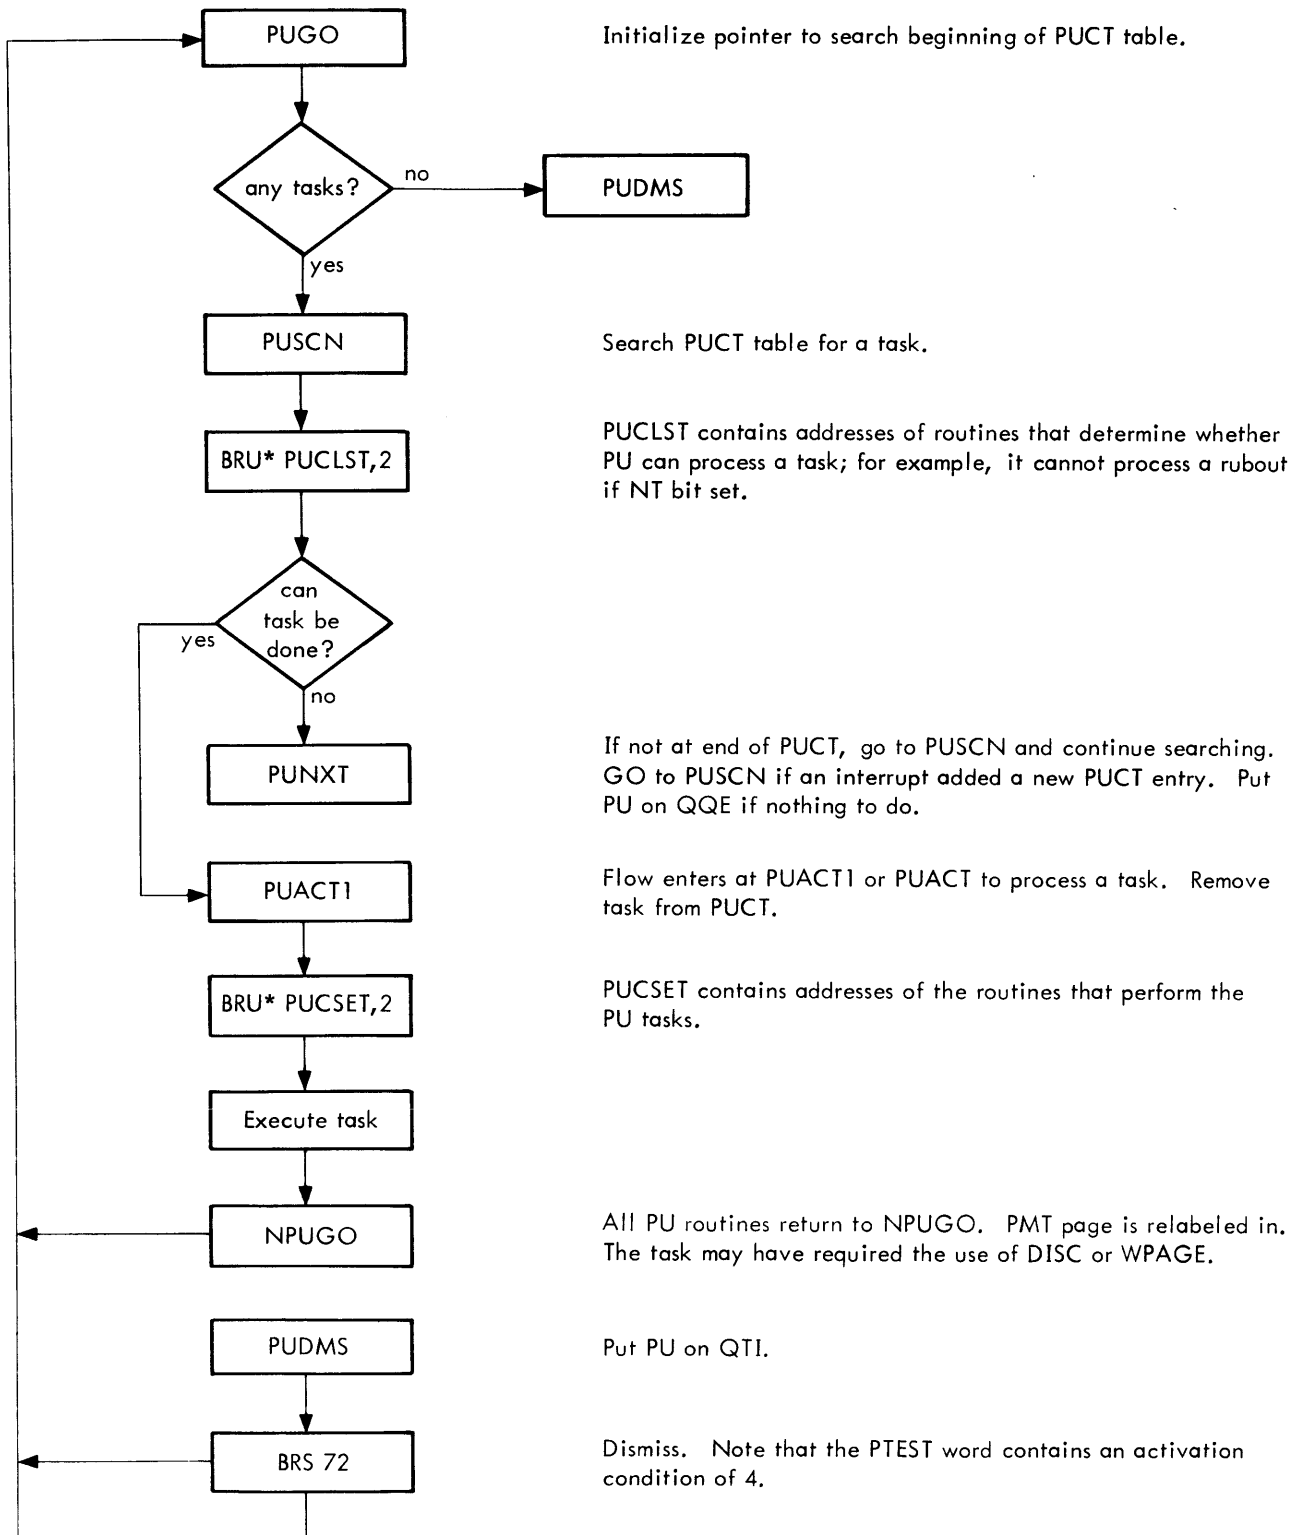 PUGO
Initialize pointer to search beginning of PUCT table.
any tasks?
no
PUDMS
yes
PUSCN
Search PUCT table for a task.
BRU* PUCLST,2
PUCLST contains addresses of routines that determine whether
PU can process a task; for example, it cannot process a rubout
if NT bit set.
can
task be
done?
yes
no
PUNXT
If not at end of PUCT, go to PUSCN and continue searching.
GO to PUSCN if an interrupt added a new PUCT entry. Put
PU on QQE if nothing to do.
PUACT1
Flow enters at PUACT1 or PUACT to process a task. Remove
task from PUCT.
BRU* PUCSET,2
PUCSET contains addresses of the routines that perform the
PU tasks.
Execute task
NPUGO
All PU routines return to NPUGO. PMT page is relabeled in.
The task may have required the use of DISC or WPAGE.
PUDMS
Put PU on QTI.
BRS 72
Dismiss. Note that the PTEST word contains an activation
condition of 4.